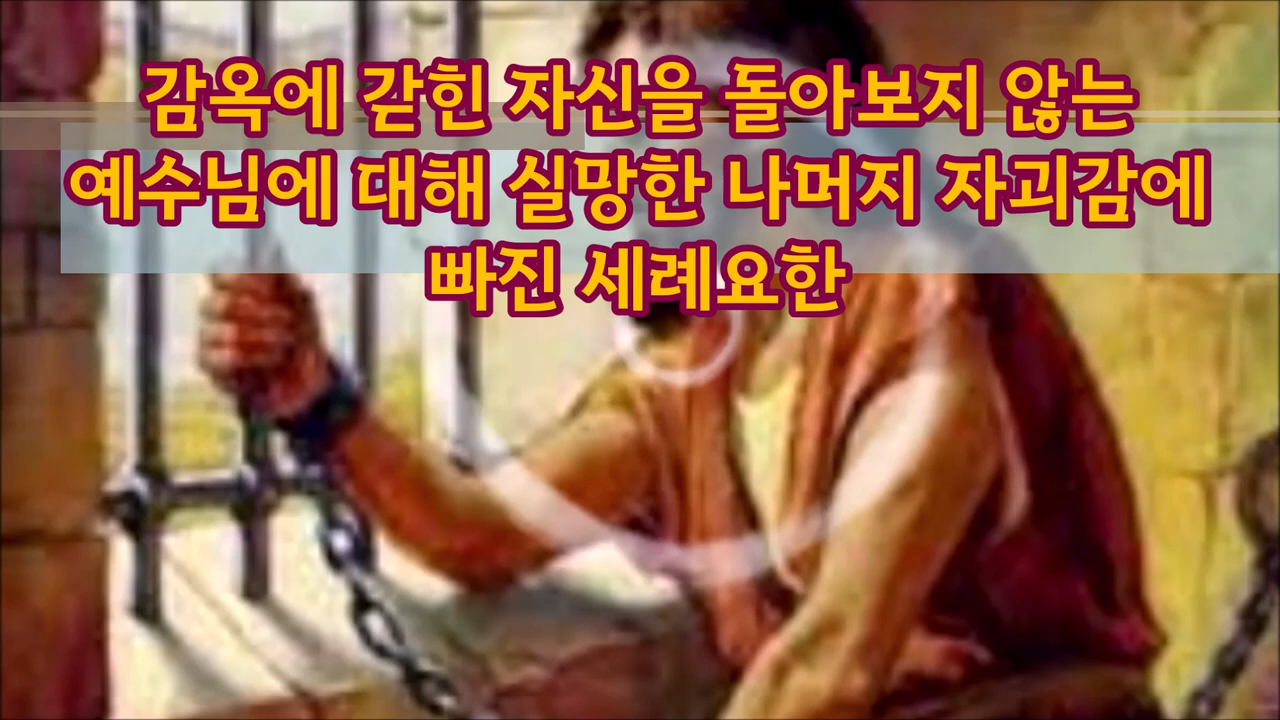 감옥에 갇힌 자신을 돌아보지 않는
예수님에 대해 실망한 나머지 자괴감에
빠진 세례요한